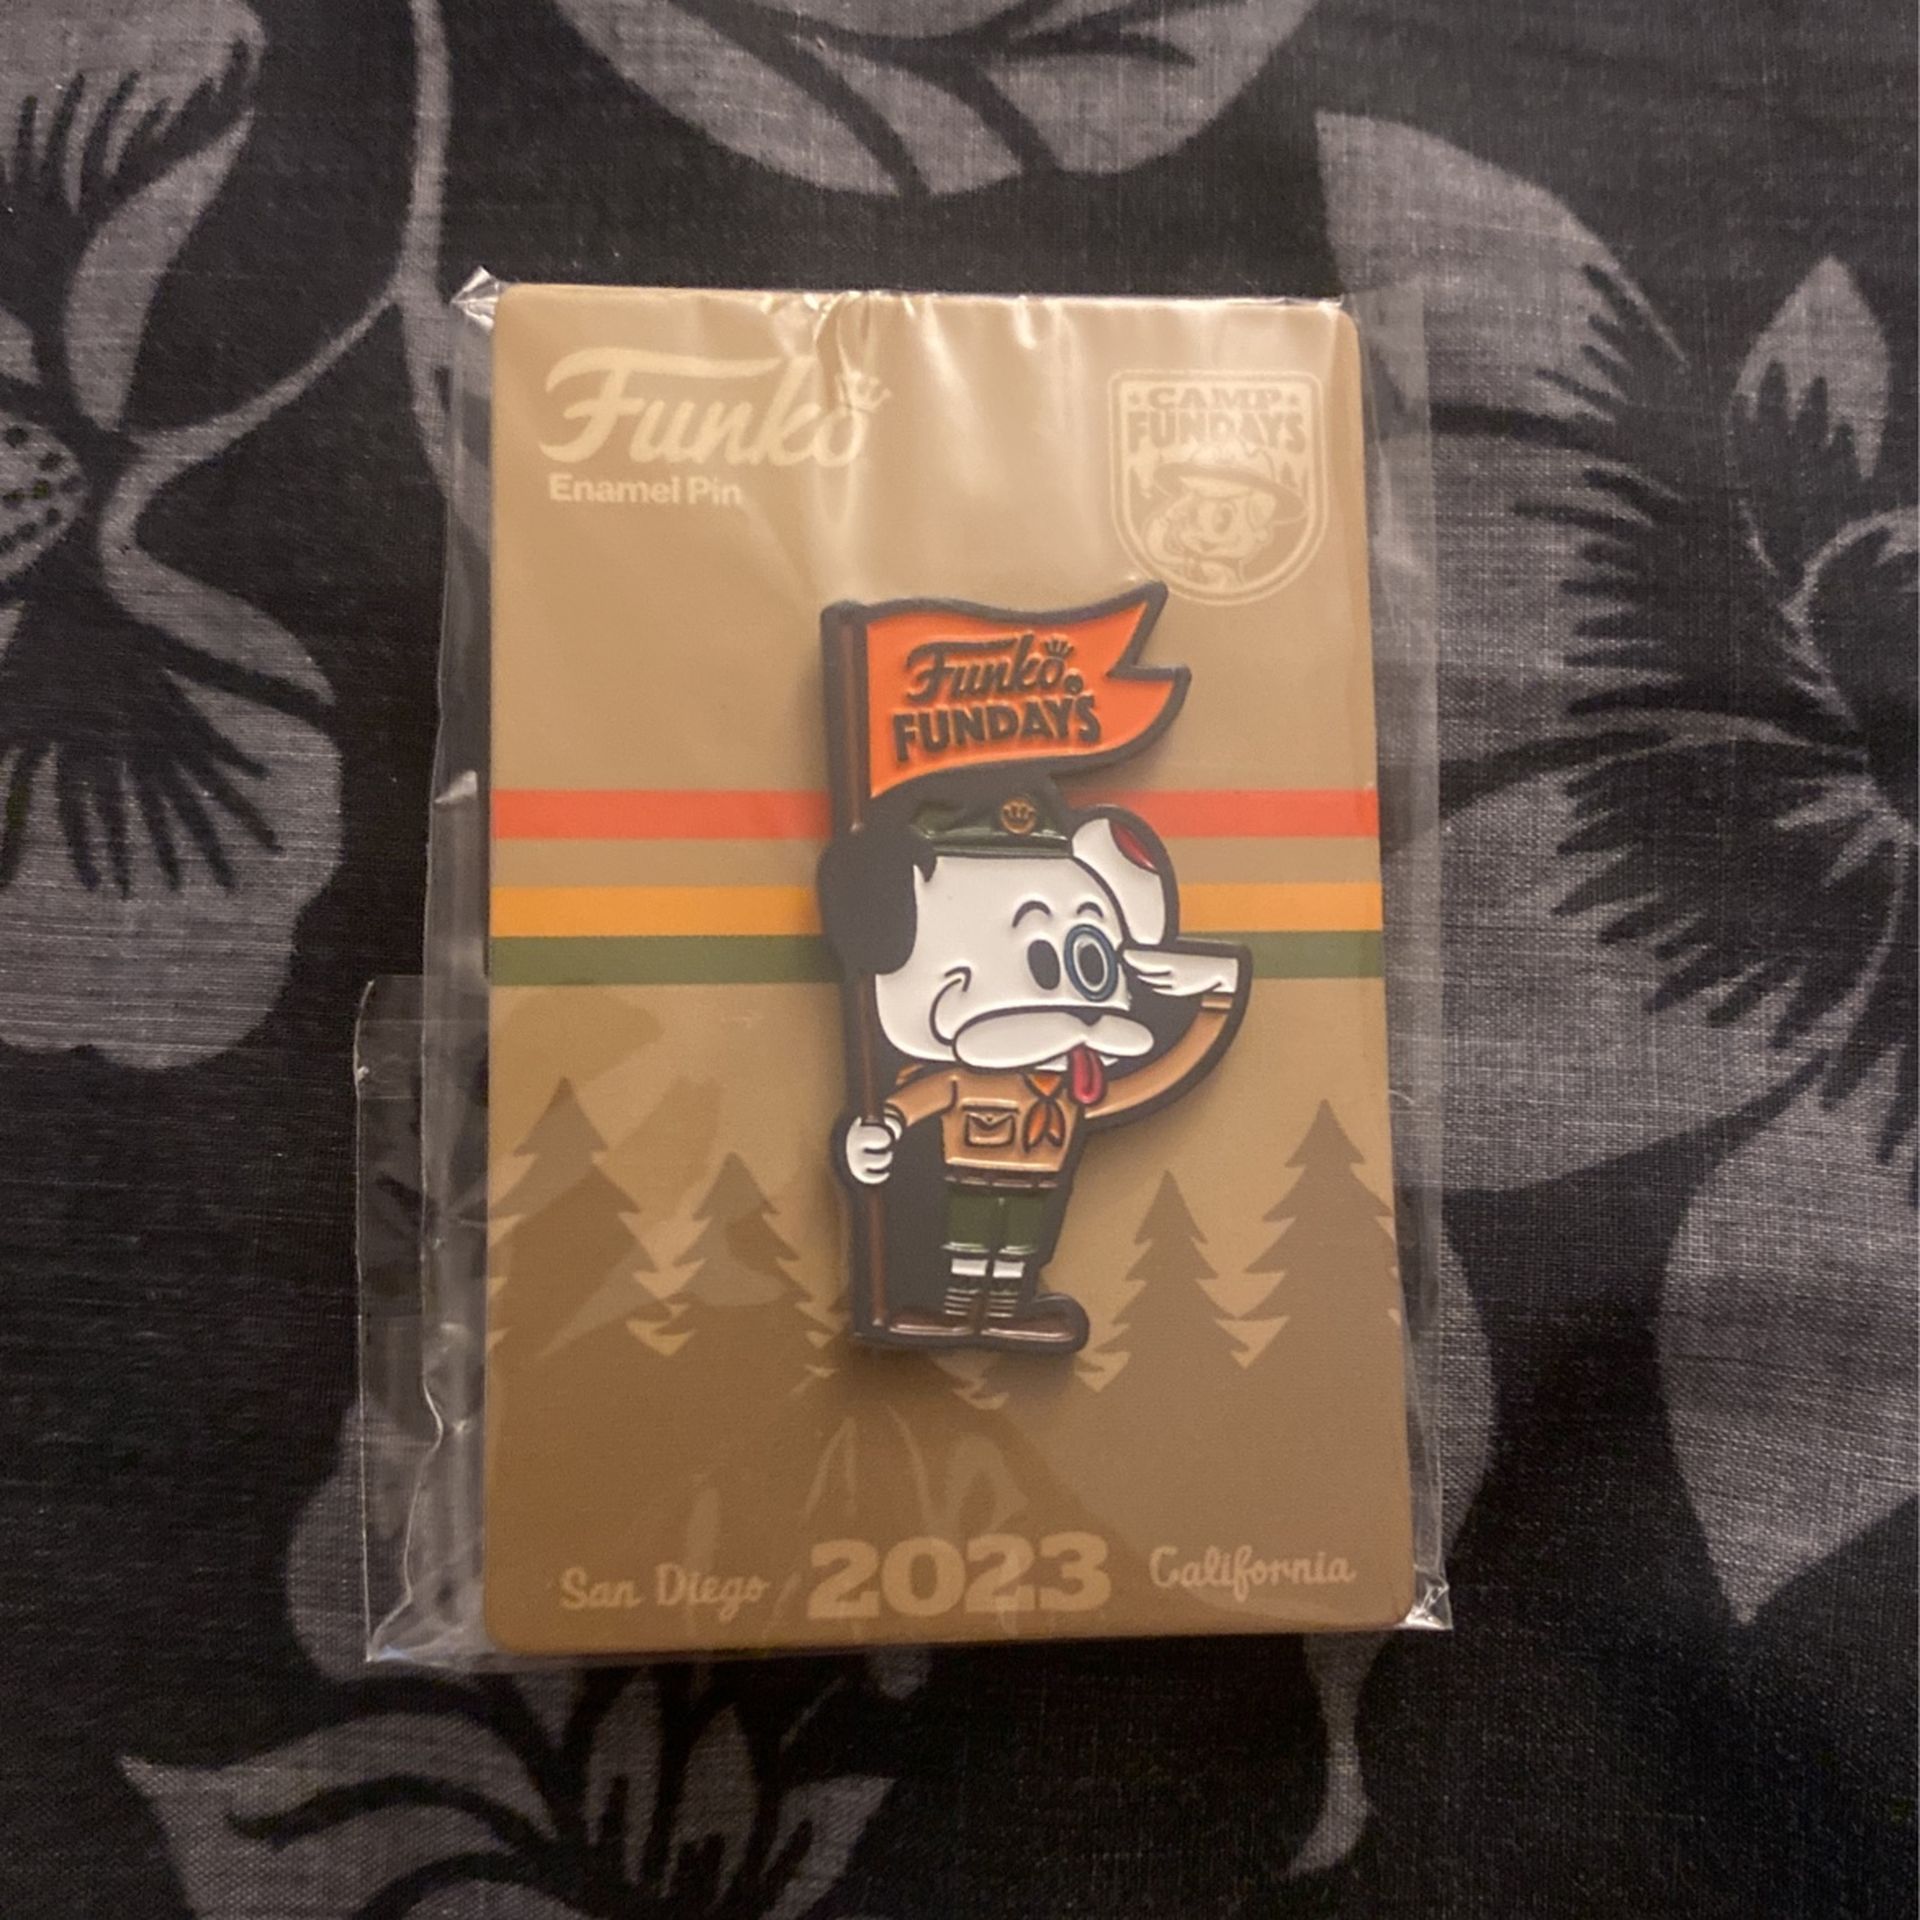 Funko
Enamel Pin
CAMP
FUNDAYS
Funko
FUNDAYS
San Diego 2023 California